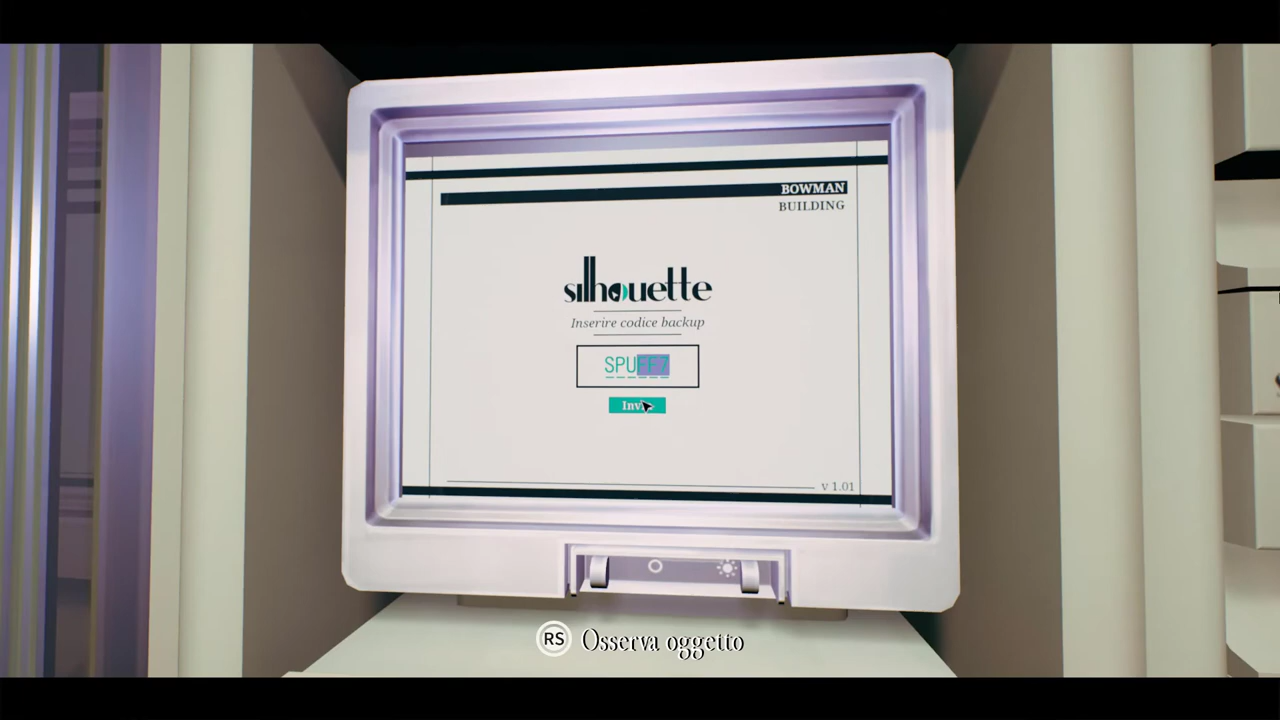 BOWMAN
BUILDING
silhouette
Inserire codice backup
SPUFF7
v 1.01
RS Osserva oggetto